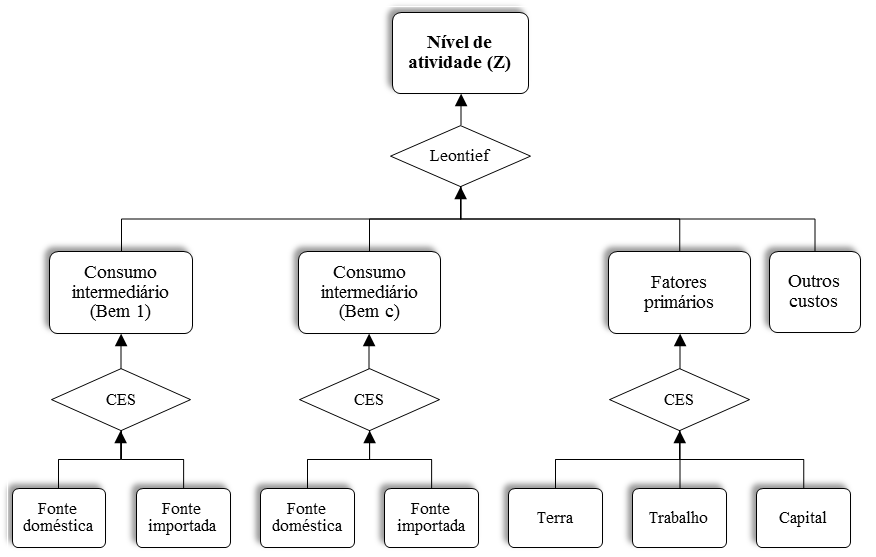 Nível de
atividade (Z)
Leontief
Consumo
intermediário
(Bem 1)
Consumo
intermediário
(Bem c)
Fatores
primários
Outros
custos
CES
CES
CES
Fonte
doméstica
Fonte
importada
Fonte
doméstica
Fonte
importada
Terra
Trabalho
Capital